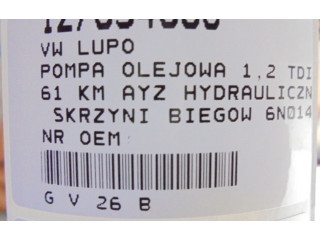 VW LUPO
POMPA OLEJOWA 1,2 TDI
61 KM AYZ HYDRAULICZN
SKRZYNI BIEGOW 6N014
NR OEM
G V 26 B